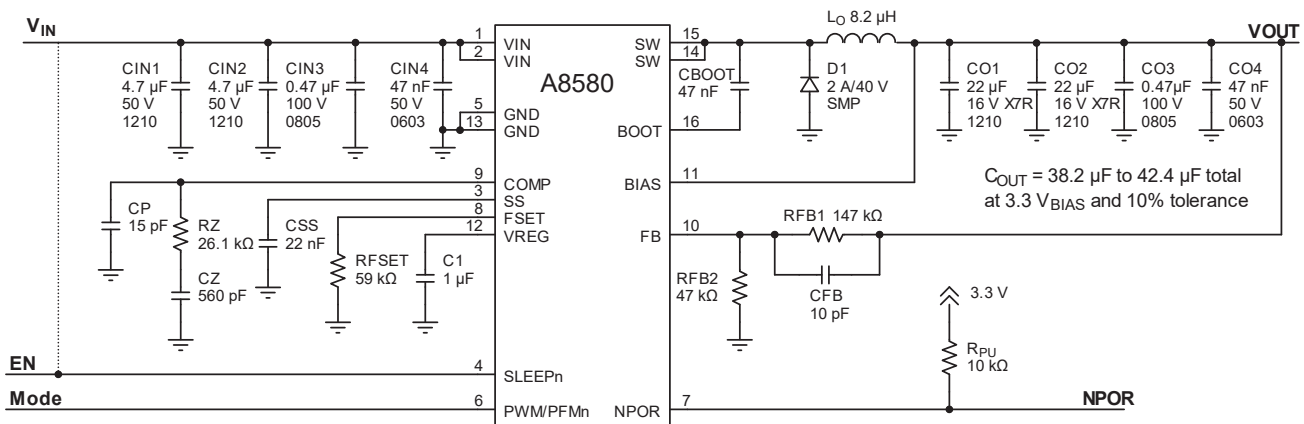 VIN
VOUT
LO 8.2 µH
1 VIN
2 VIN
A8580
SW 15
SW 14
CIN1
4.7 µF
50 V
1210
CIN2
4.7 µF
50 V
1210
CIN3
0.47 µF
100 V
0805
CIN4
47 nF
50 V
0603
5 GND
13 GND
CBOOT
47 nF
BOOT 16
D1
2 A/40 V
SMP
CO1
22 µF
16 V X7R
1210
CO2
22 µF
16 V X7R
1210
CO3
0.47µF
100 V
0805
CO4
47 nF
50 V
0603
BIAS 11
COUT = 38.2 µF to 42.4 µF total
at 3.3 VBIAS and 10% tolerance
9 COMP
3 SS
8 FSET
12 VREG
CP
15 pF
RZ
26.1 kΩ
CZ
560 pF
CSS
22 nF
RFSET
59 kΩ
C1
1 µF
FB 10
RFB1 147 kΩ
RFB2
47 kΩ
CFB
10 pF
3.3 V
RPU
10 kΩ
EN
4 SLEEPn
Mode
6 PWM/PFMn
NPOR 7
NPOR